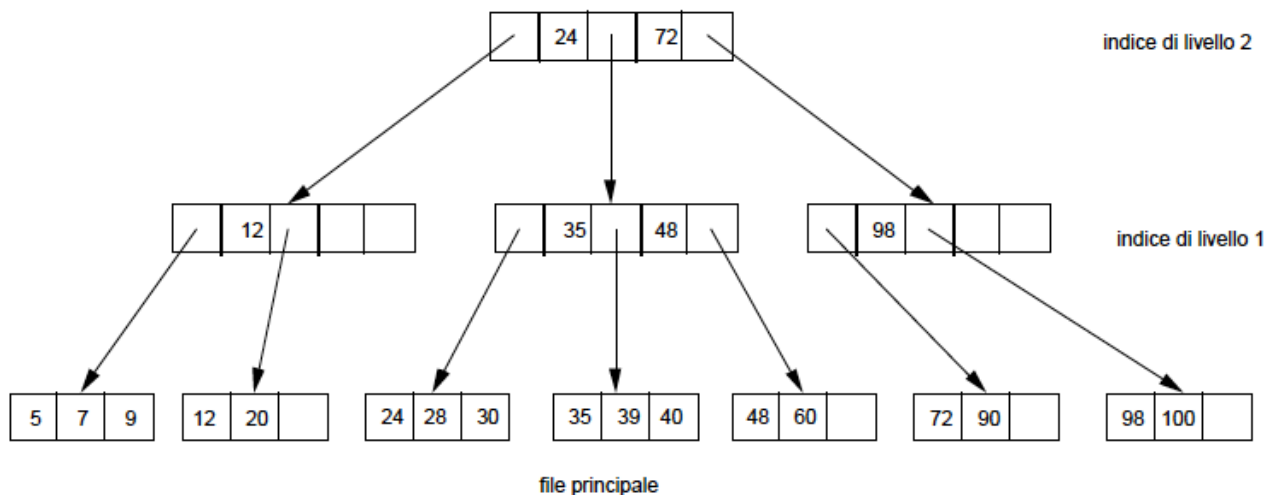 24 72 indice di livello 2
12 35 48 98 indice di livello 1
5 7 9 12 20 24 28 30 35 39 40 48 60 72 90 98 100
file principale